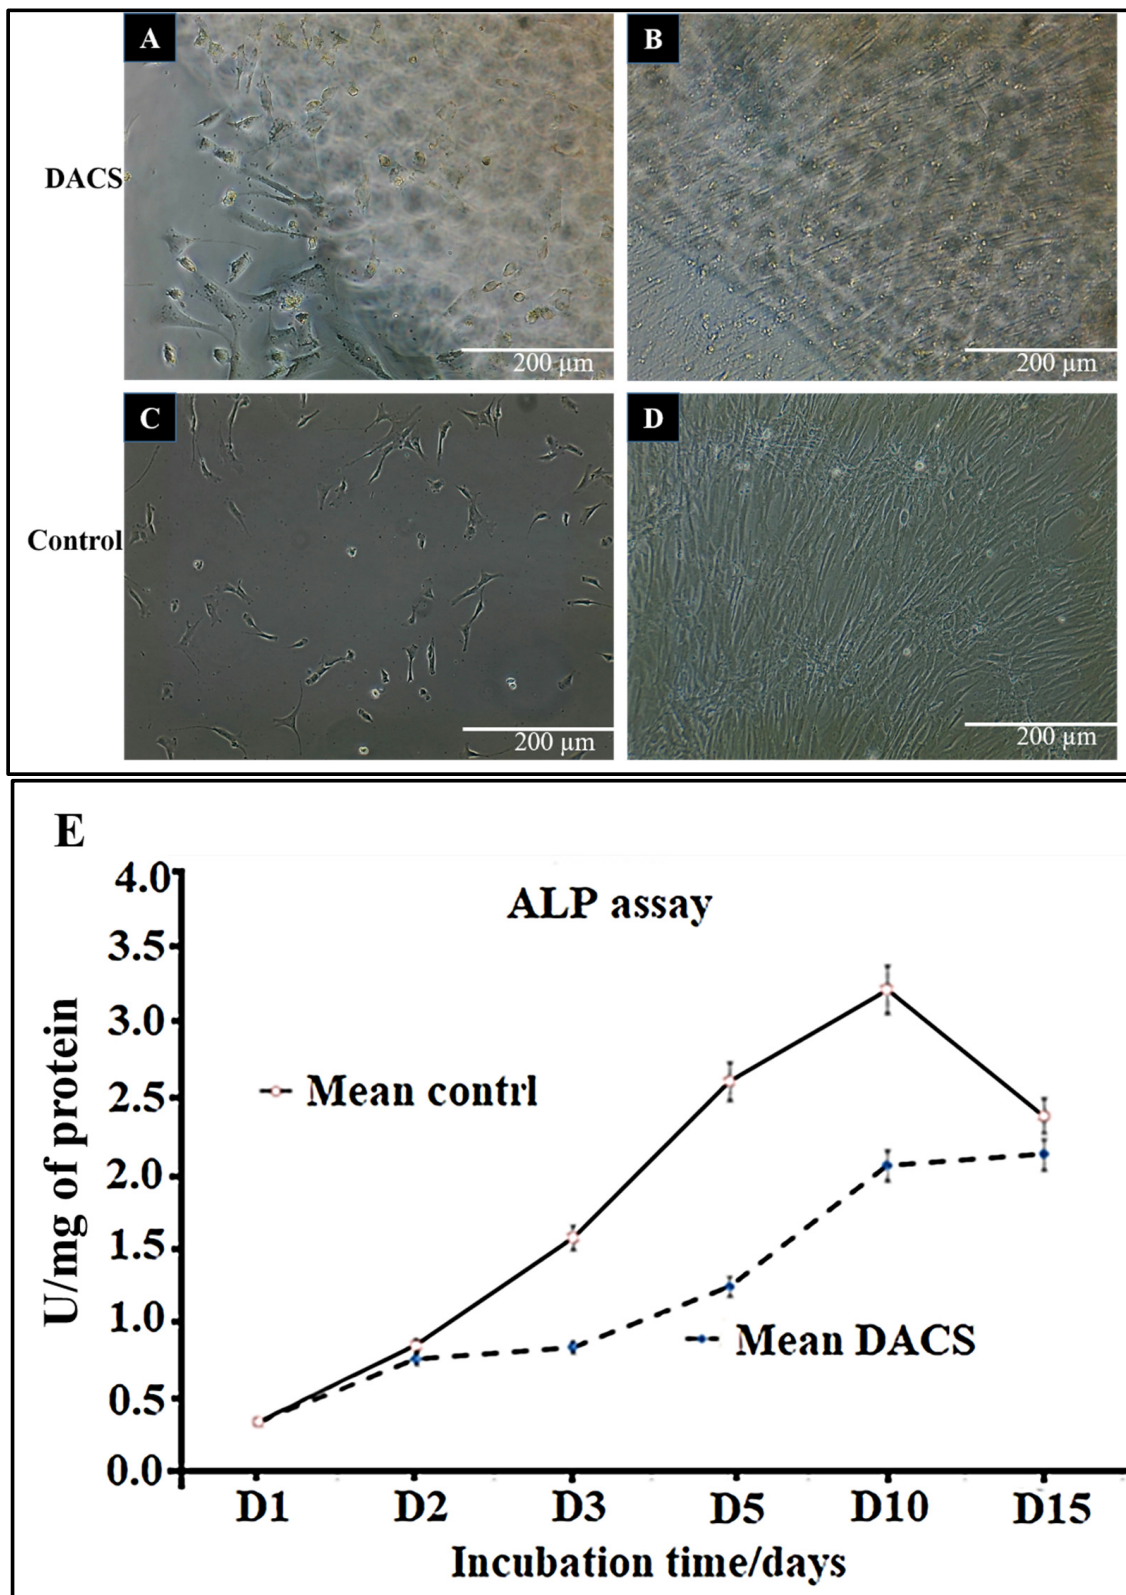 A
B
DACS
200 µm
200 µm
C
D
Control
200 µm
200 µm
E
ALP assay
4.0
3.5
3.0
2.5
2.0
1.5
1.0
0.5
0.0
U/mg of protein
Mean contrl
Mean DACS
D1 D2 D3 D5 D10 D15
Incubation time/days